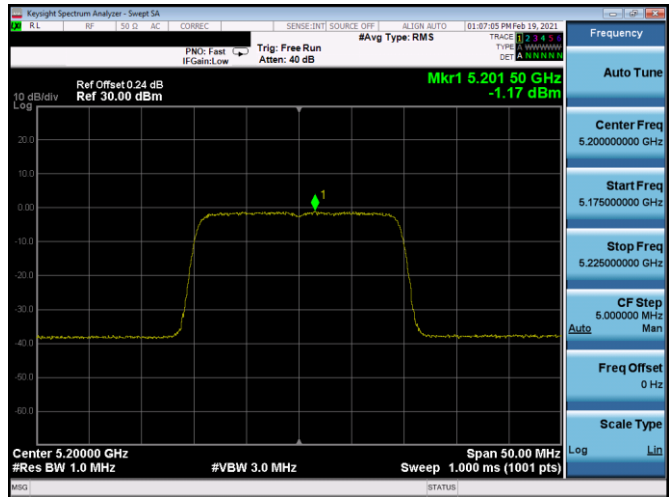 Keysight Spectrum Analyzer - Swept SA
RL RF 50 Ω AC CORREC SENSE:INT SOURCE OFF ALIGN AUTO 01:07:05 PM Feb 19, 2021
#Avg Type: RMS
TRACE 1 2 3 4 5 6
PNO: Fast Trig: Free Run
TYPE A WWWWW
IFGain:Low Atten: 40 dB
DET A N N N N N
Mkr1 5.201 50 GHz
-1.17 dBm
Ref Offset 0.24 dB
10 dB/div Ref 30.00 dBm
Log
20.0
10.0
0.00
-10.0
-20.0
-30.0
-40.0
-50.0
-60.0
1
Center 5.20000 GHz Span 50.00 MHz
#Res BW 1.0 MHz #VBW 3.0 MHz Sweep 1.000 ms (1001 pts)
MSG STATUS
Frequency
Auto Tune
Center Freq
5.200000000 GHz
Start Freq
5.175000000 GHz
Stop Freq
5.225000000 GHz
CF Step
5.000000 MHz
Auto Man
Freq Offset
0 Hz
Scale Type
Log Lin